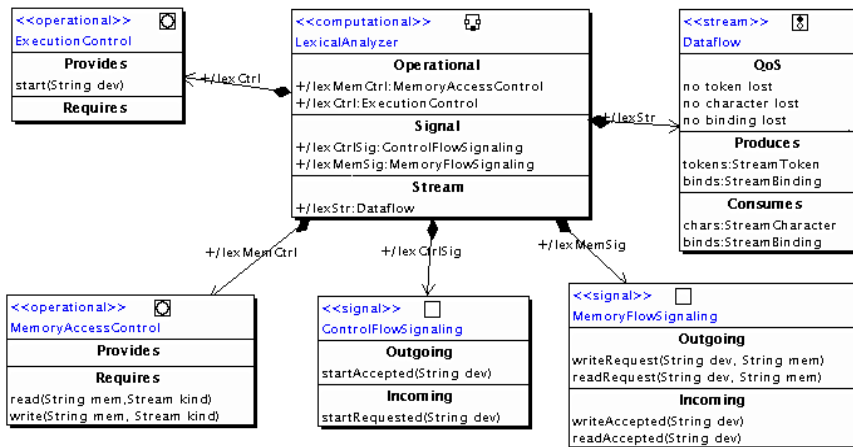 <<operational>>
ExecutionControl
Provides
start(String dev)
Requires
+/lexCtrl
<<computational>>
LexicalAnalyzer
Operational
+/lexMemCtrl:MemoryAccessControl
+/lexCtrl:ExecutionControl
Signal
+/lexCtrlSig:ControlFlowSignaling
+/lexMemSig:MemoryFlowSignaling
Stream
+/lexStr:Dataflow
+/lexStr
<<stream>>
Dataflow
QoS
no token lost
no character lost
no binding lost
Produces
tokens:StreamToken
binds:StreamBinding
Consumes
chars:StreamCharacter
binds:StreamBinding
+/lexMemCtrl
+/lexCtrlSig
+/lexMemSig
<<operational>>
MemoryAccessControl
Provides
Requires
read(String mem,Stream kind)
write(String mem, Stream kind)
<<signal>>
ControlFlowSignaling
Outgoing
startAccepted(String dev)
Incoming
startRequested(String dev)
<<signal>>
MemoryFlowSignaling
Outgoing
writeRequest(String dev, String mem)
readRequest(String dev, String mem)
Incoming
writeAccepted(String dev)
readAccepted(String dev)